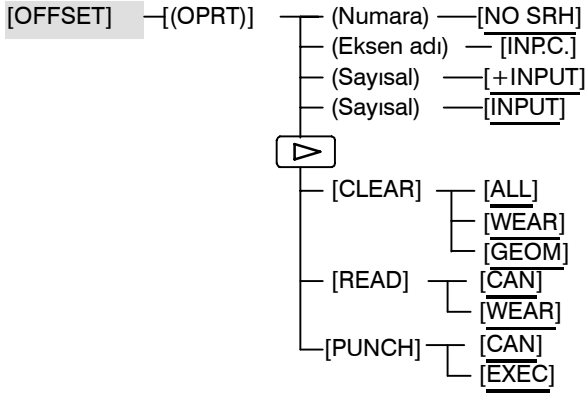 [OFFSET] [(OPRT)] (Numara) [NO SRH]
(Eksen adı) [INP.C.]
(Sayısal) [+INPUT]
(Sayısal) [INPUT]
[CLEAR] [ALL]
[WEAR]
[GEOM]
[READ] [CAN]
[WEAR]
[PUNCH] [CAN]
[EXEC]